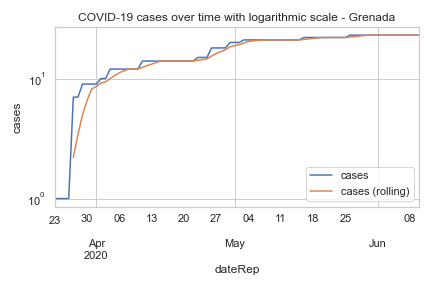 COVID-19 cases over time with logarithmic scale - Grenada
cases
10¹
10⁰
cases
cases (rolling)
23 30 06 13 20 27 04 11 18 25 08
Apr May Jun
2020
dateRep